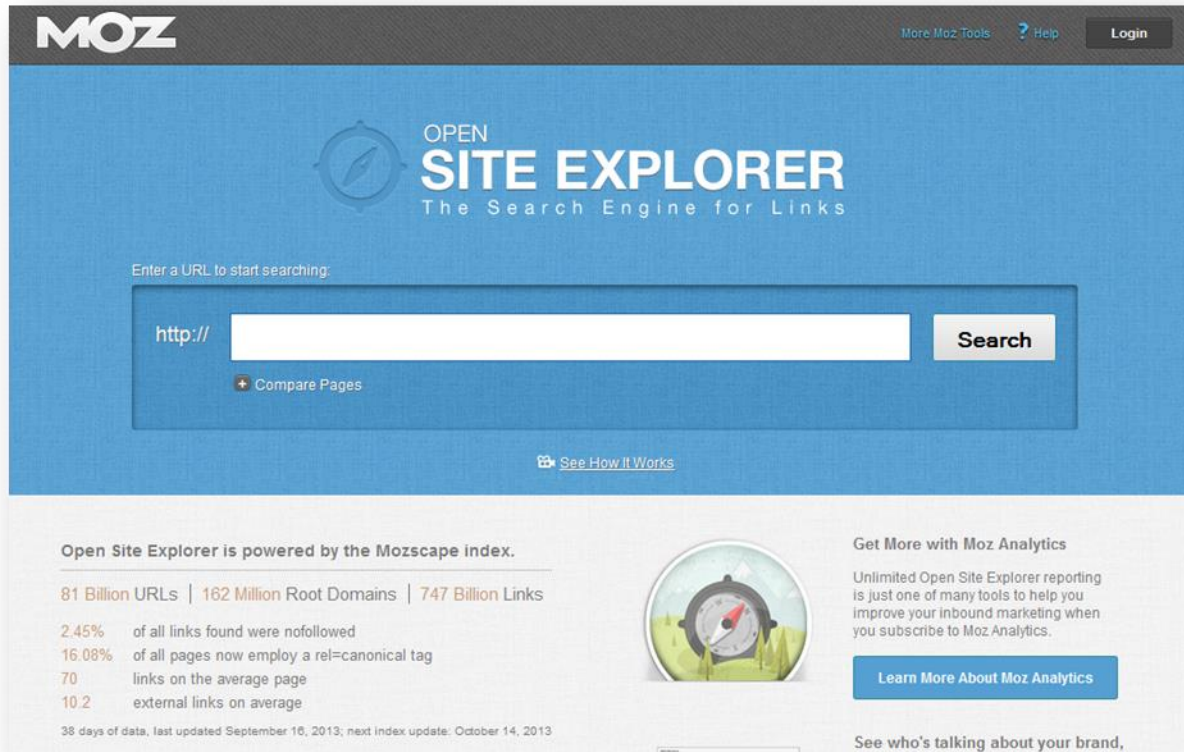 MOZ
More Moz Tools ? Help Login
OPEN
SITE EXPLORER
The Search Engine for Links
Enter a URL to start searching:
http:// Search
+ Compare Pages
See How It Works
Open Site Explorer is powered by the Mozscape index.
81 Billion URLs | 162 Million Root Domains | 747 Billion Links
2.45% of all links found were nofollowed
16.08% of all pages now employ a rel=canonical tag
70 links on the average page
10.2 external links on average
38 days of data, last updated September 16, 2013; next index update: October 14, 2013
Get More with Moz Analytics
Unlimited Open Site Explorer reporting
is just one of many tools to help you
improve your inbound marketing when
you subscribe to Moz Analytics.
Learn More About Moz Analytics
See who's talking about your brand,